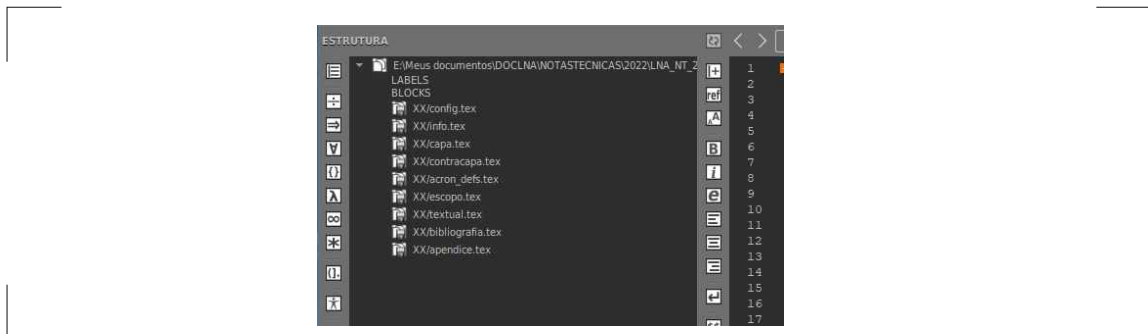 ESTRUTURA
E:\Meus documentos\DOCLNA\NOTASTECNICAS\2022\LNA_NT_2
LABELS
BLOCKS
XX/config.tex
XX/info.tex
XX/capa.tex
XX/contracapa.tex
XX/acron_defs.tex
XX/escopo.tex
XX/textual.tex
XX/bibliografia.tex
XX/apendice.tex
ref
1
2
3
4
5
6
7
8
9
10
11
12
13
14
15
16
17